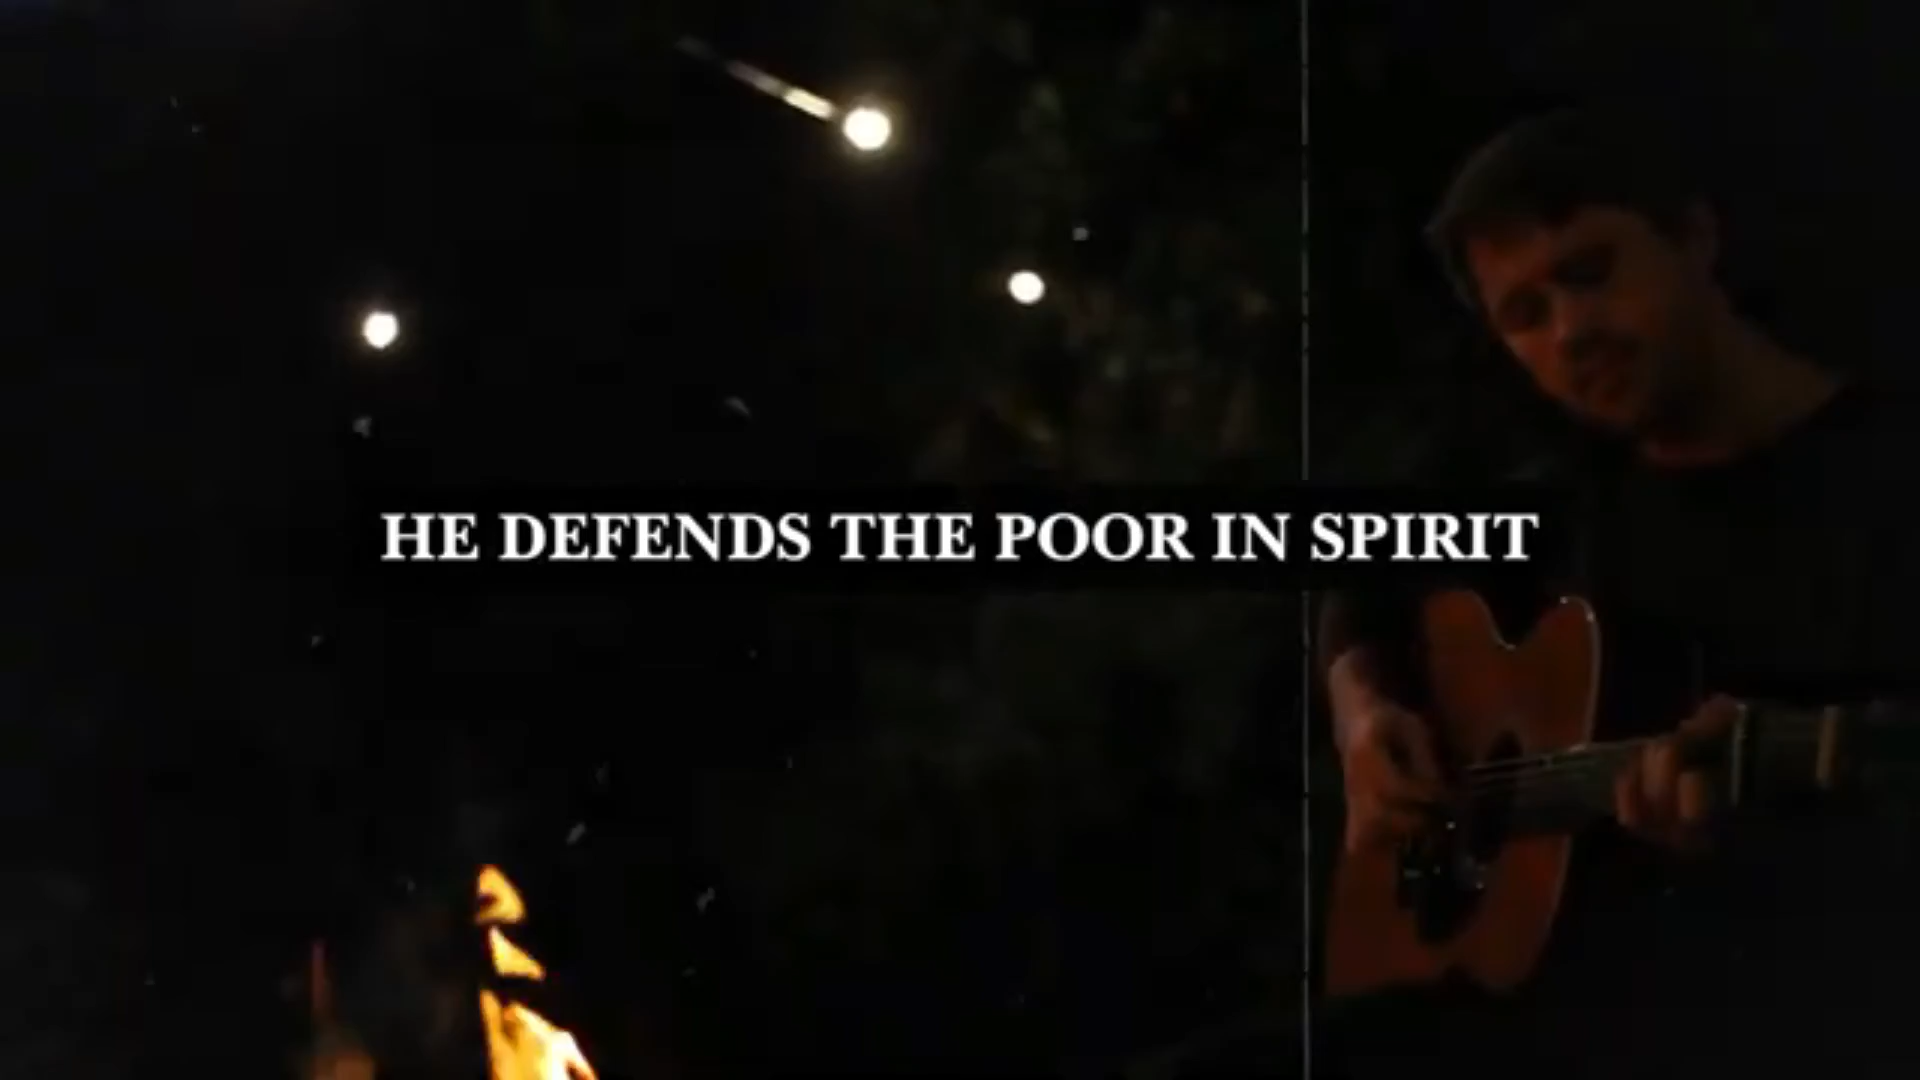 HE DEFENDS THE POOR IN SPIRIT